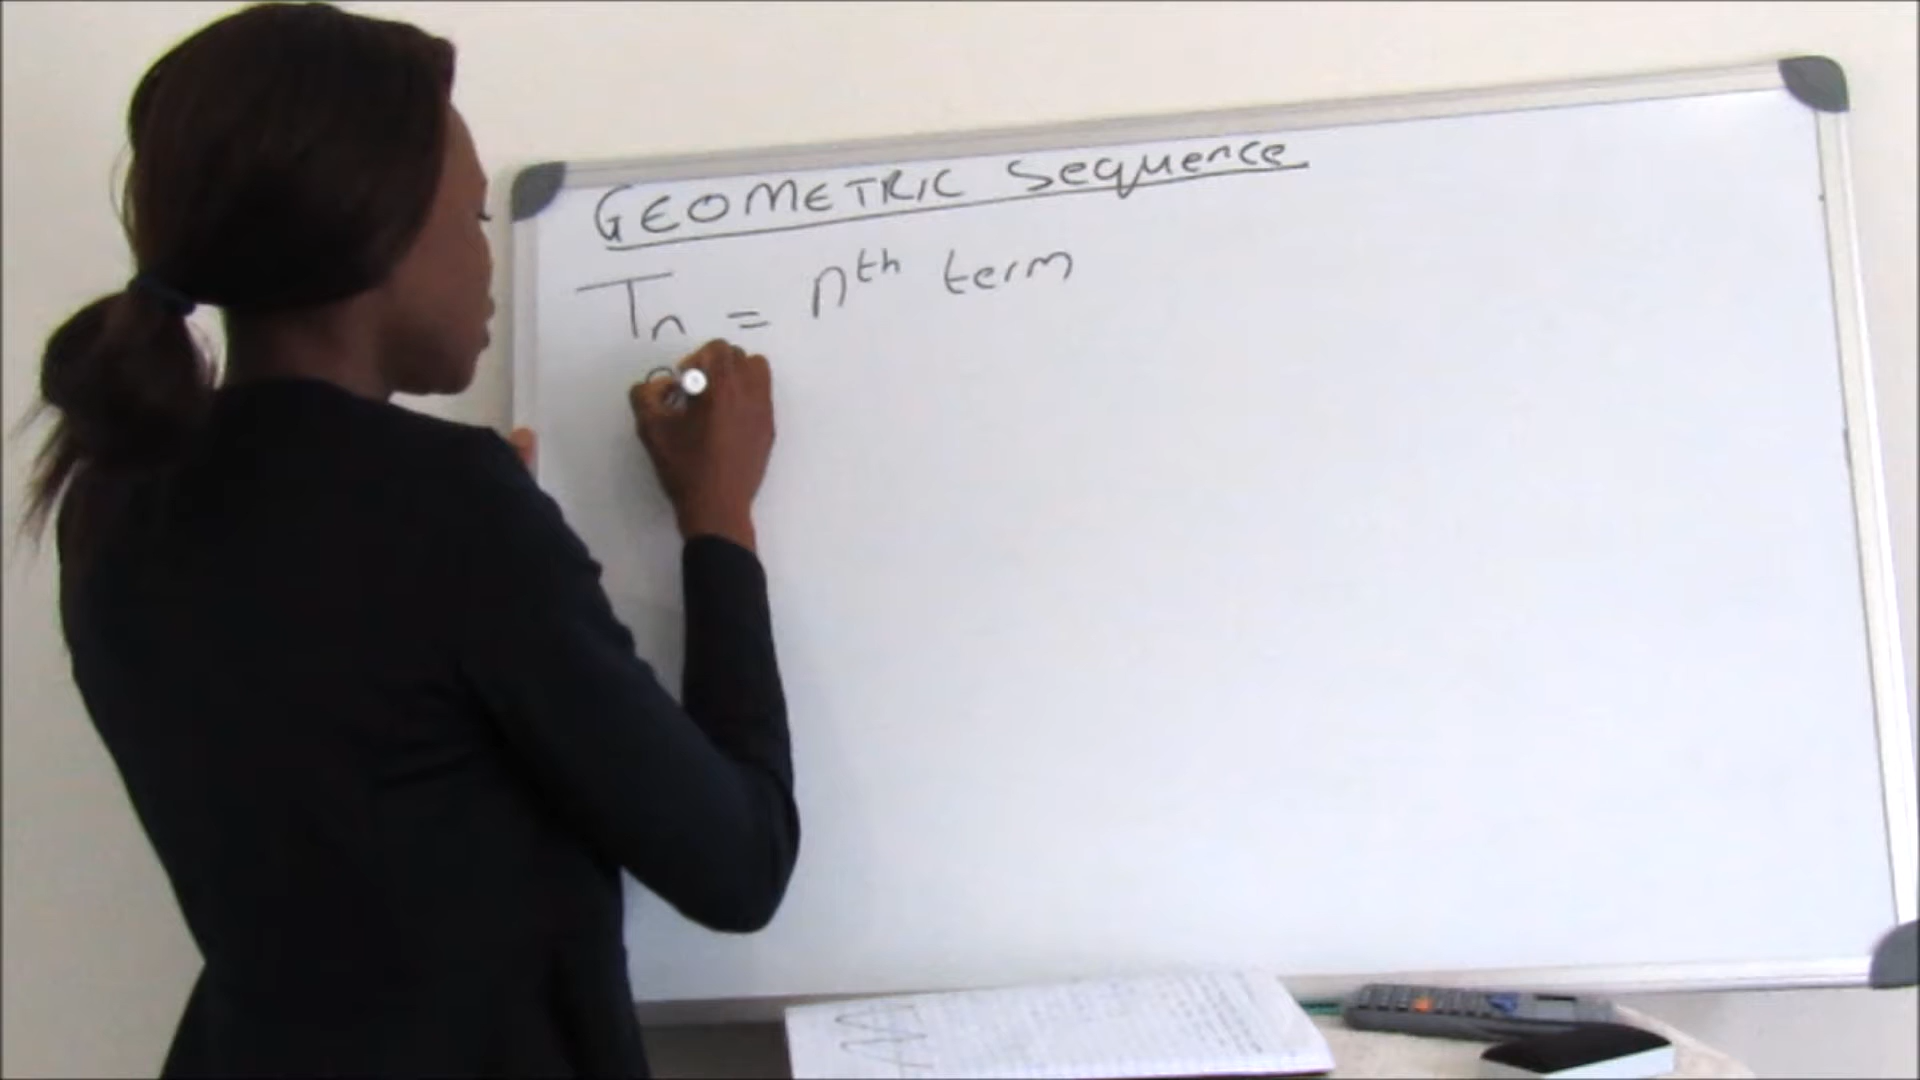 GEOMETRIC Sequence
Tn = nth term